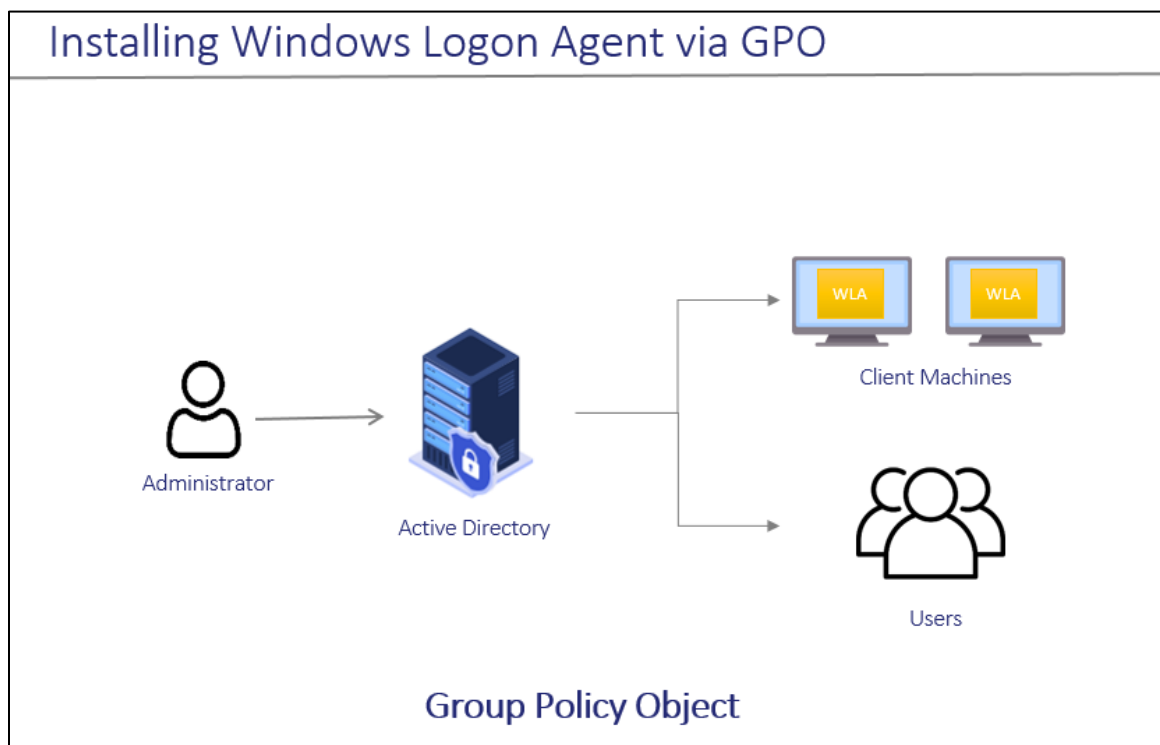 Installing Windows Logon Agent via GPO
WLA
WLA
Client Machines
Administrator
Active Directory
Users
Group Policy Object